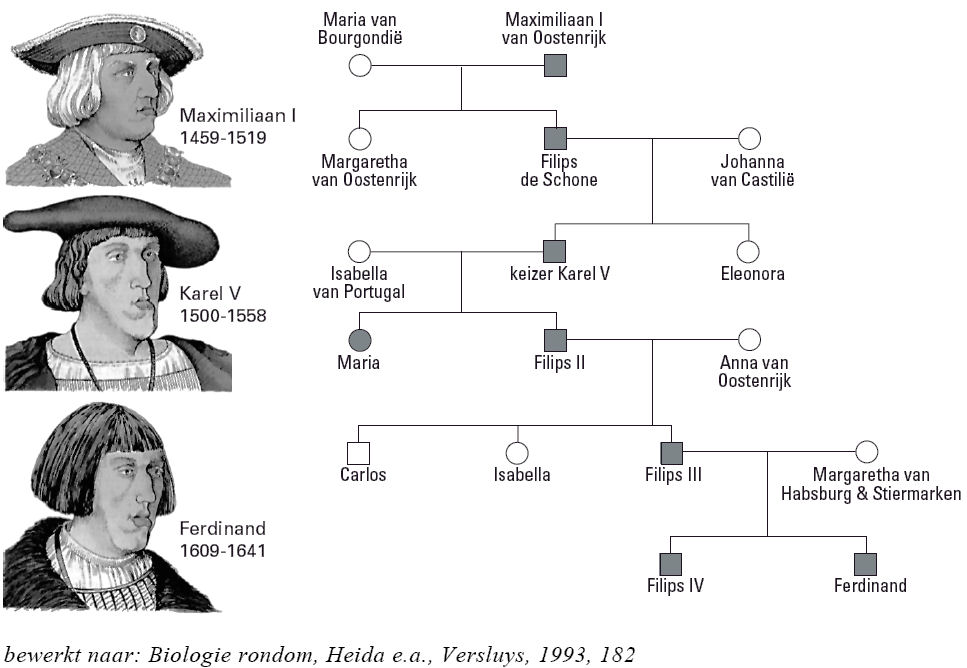 Maria van
Bourgondië
Maximiliaan I
van Oostenrijk
Maximiliaan I
1459-1519
Margaretha
van Oostenrijk
Filips
de Schone
Johanna
van Castilië
Isabella
van Portugal
keizer Karel V
Eleonora
Karel V
1500-1558
Maria
Filips II
Anna van
Oostenrijk
Carlos
Isabella
Filips III
Margaretha van
Habsburg & Stiermarken
Ferdinand
1609-1641
Filips IV
Ferdinand
bewerkt naar: Biologie rondom, Heida e.a., Versluys, 1993, 182